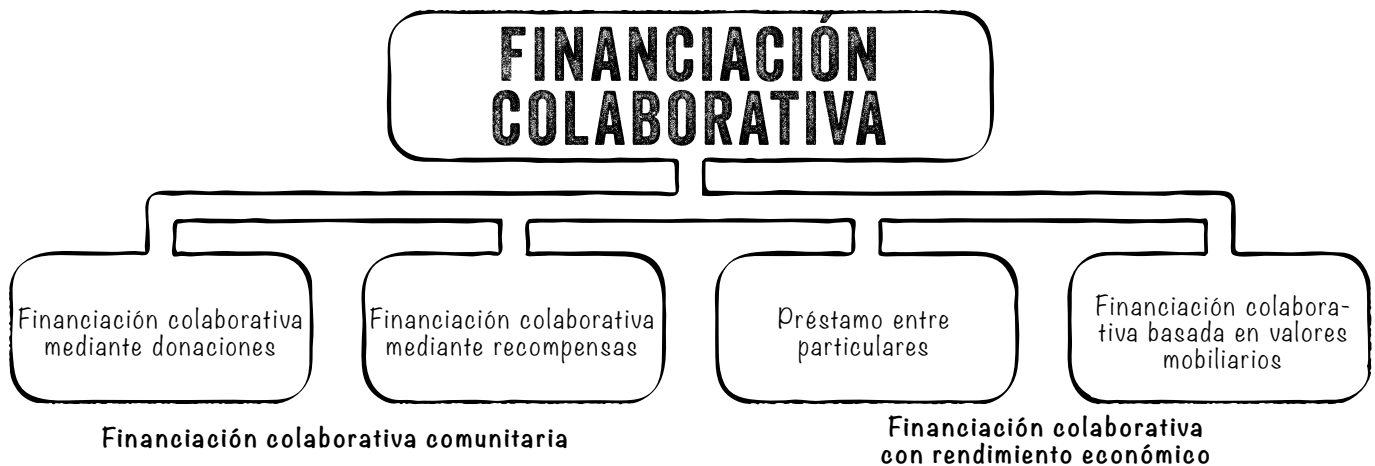 FINANCIACIÓN
COLABORATIVA
Financiación colaborativa
mediante donaciones
Financiación colaborativa
mediante recompensas
Préstamo entre
particulares
Financiación colabora-
tiva basada en valores
mobiliarios
Financiación colaborativa comunitaria
Financiación colaborativa
con rendimiento económico